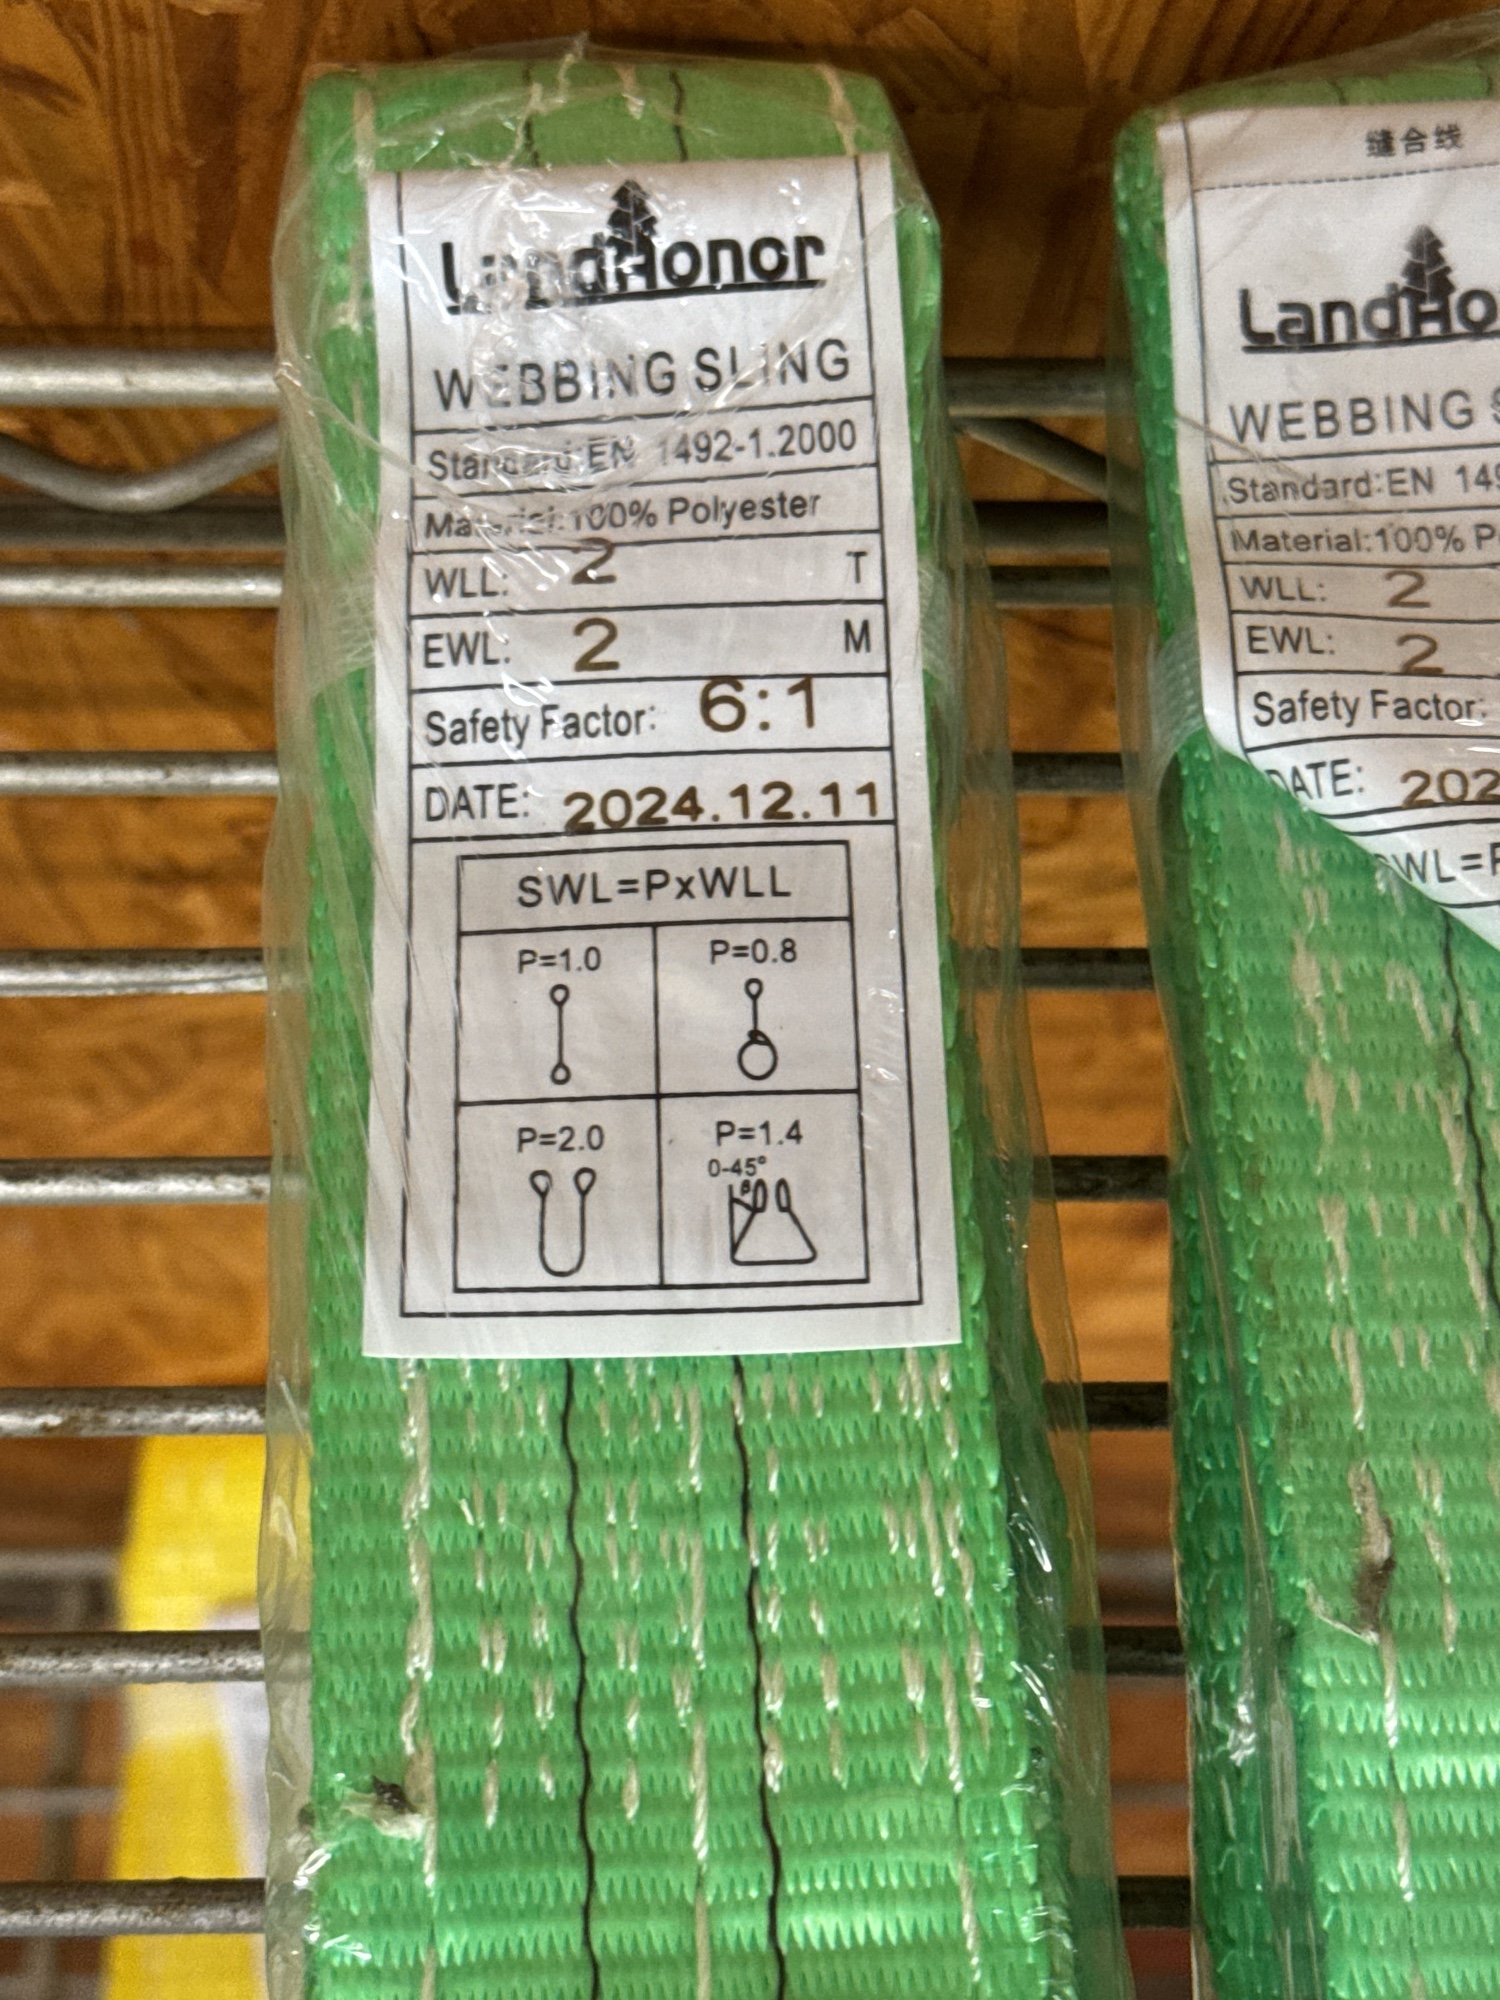 LandHonor
WEBBING SLING
Standard:EN 1492-1.2000
Material:100% Polyester
WLL: 2 T
EWL: 2 M
Safety Factor: 6:1
DATE: 2024.12.11
SWL=PxWLL
P=1.0 P=0.8
P=2.0 P=1.4
0-45°
β
缝合线
LandHo
WEBBING S
Standard:EN 149
Material:100% P
WLL: 2
EWL: 2
Safety Factor:
DATE: 202
SWL=P